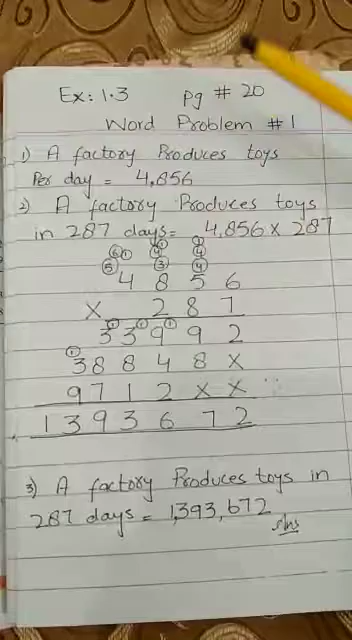 Ex: 1.3 Pg # 20
Word Problem # 1
1) A factory Produces toys
Per day = 4,856
2) A factory Produces toys
in 287 days = 4,856 x 287
4 8 5 6
x 2 8 7
3 3 9 9 2
3 8 8 4 8 x
9 7 1 2 x x
1 3 9 3 6 7 2
3) A factory Produces toys in
287 days = 1,393,672
Ans